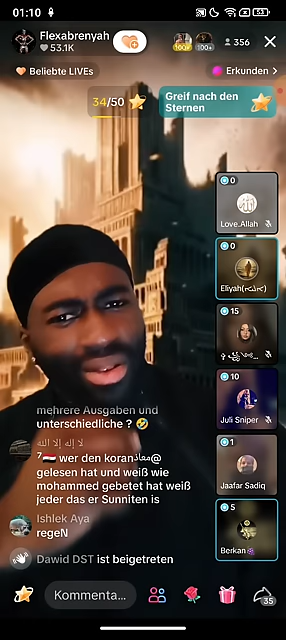 01:10
53
Flexabrenyah
53.1K
100+
356
Beliebte LIVEs
Erkunden >
34/50
Greif nach den
Sternen
0
Love.Allah
0
Eliyah
15
10
Juli Sniper
1
Jaafar Sadiq
5
Berkan
mehrere Ausgaben und
unterschiedliche ? 🤣
لا إله إلا الله
wer den koran
gelesen hat und weiß wie
mohammed gebetet hat weiß
jeder das er Sunniten is
Ishlek Aya
regeN
Dawid DST ist beigetreten
Kommenta...
35